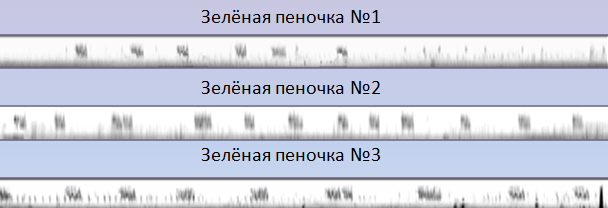 Зелёная пеночка №1
Зелёная пеночка №2
Зелёная пеночка №3